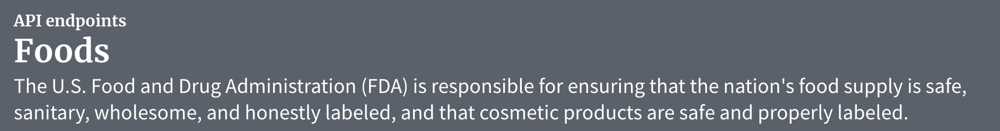 API endpoints
Foods
The U.S. Food and Drug Administration (FDA) is responsible for ensuring that the nation's food supply is safe,
sanitary, wholesome, and honestly labeled, and that cosmetic products are safe and properly labeled.